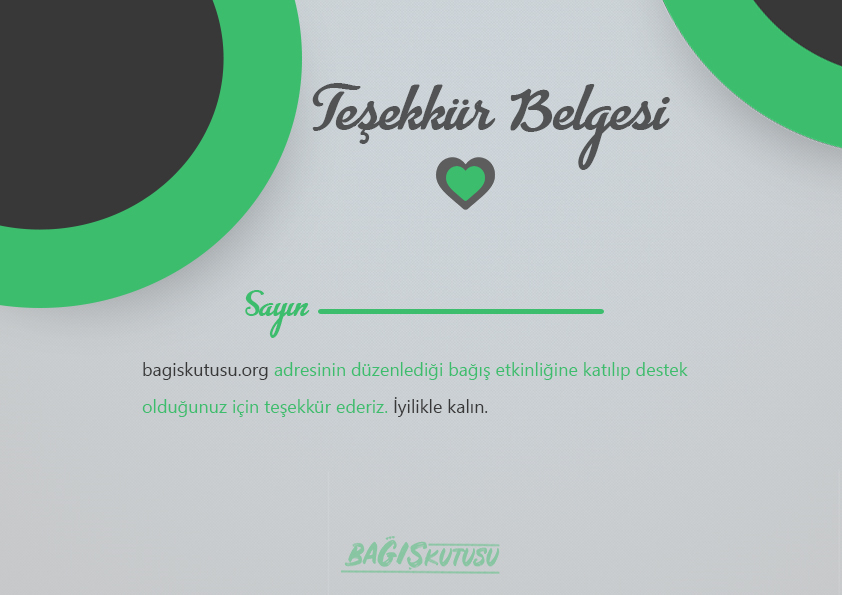 Teşekkür Belgesi
Sayın
bagiskutusu.org adresinin düzenlediği bağış etkinliğine katılıp destek
olduğunuz için teşekkür ederiz. İyilikle kalın.
BAĞIŞKUTUSU